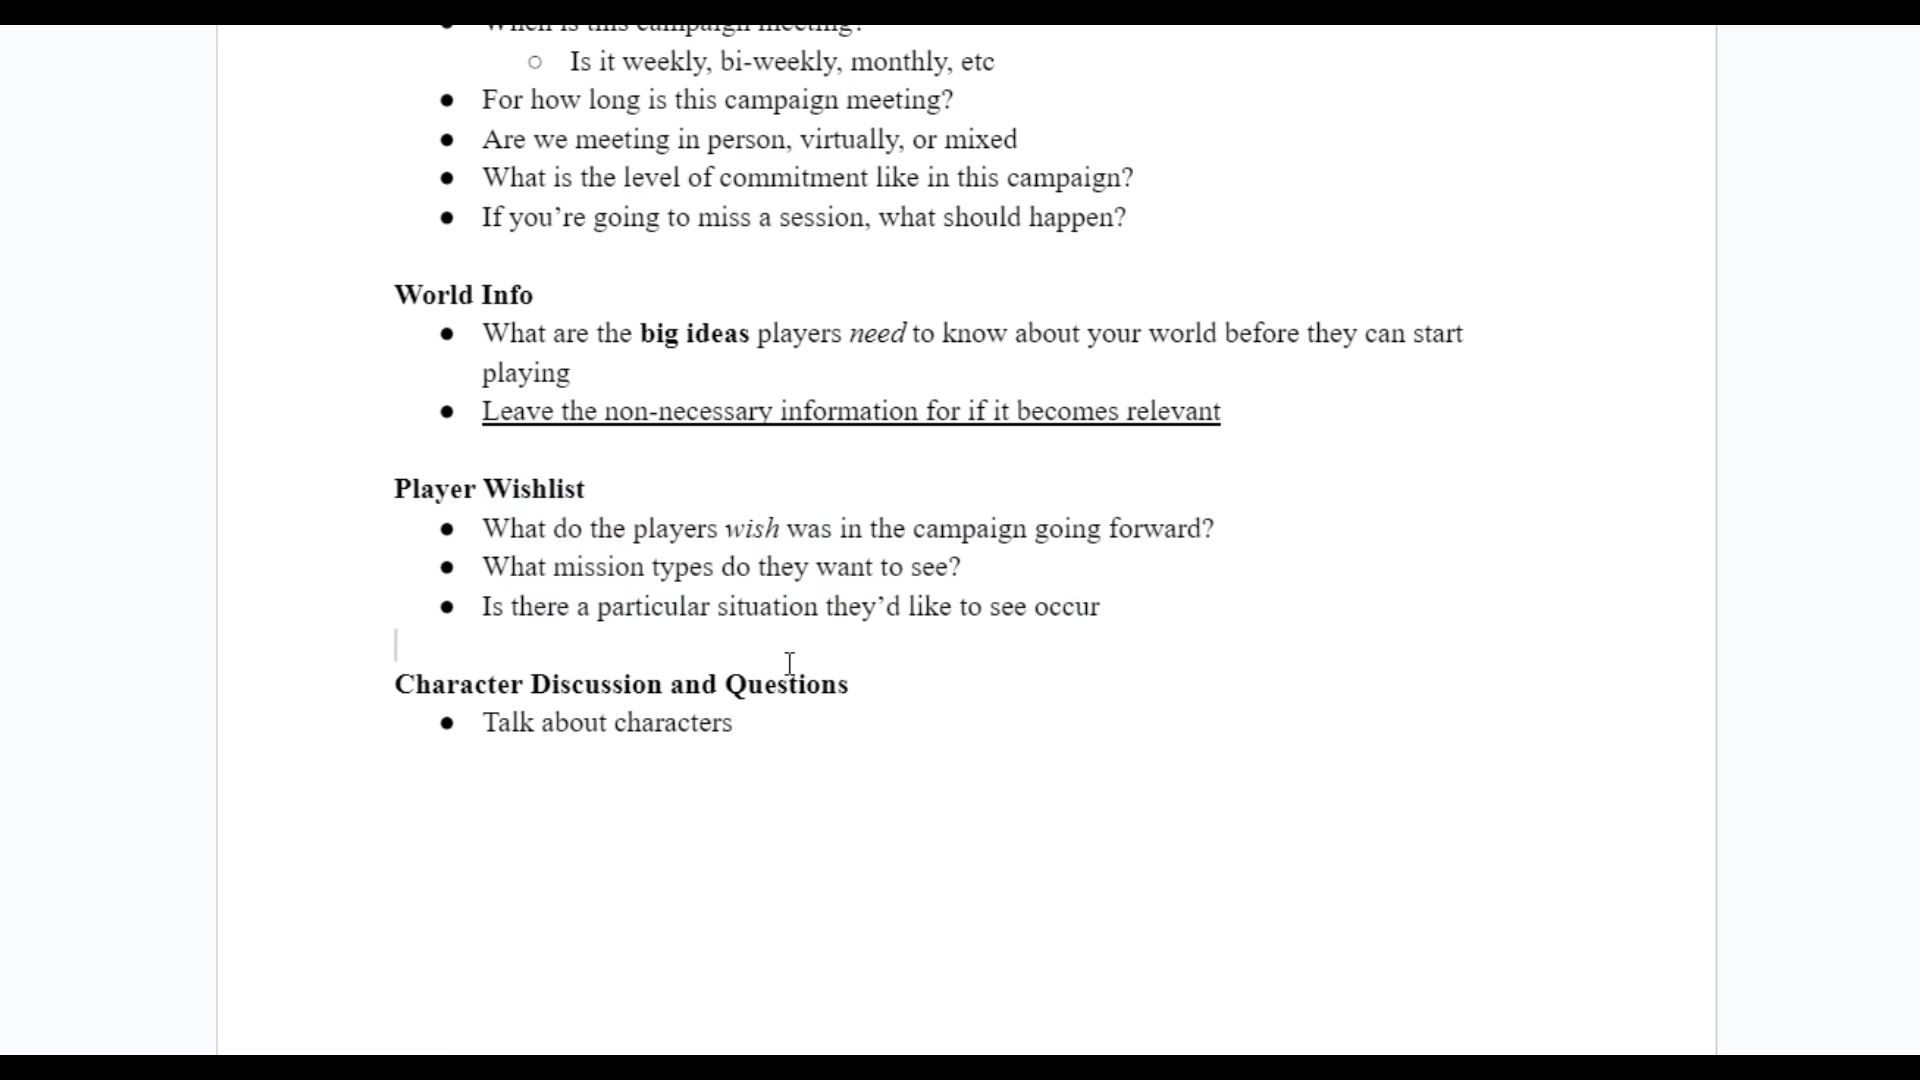 When is this campaign meeting?
○ Is it weekly, bi-weekly, monthly, etc
● For how long is this campaign meeting?
● Are we meeting in person, virtually, or mixed
● What is the level of commitment like in this campaign?
● If you’re going to miss a session, what should happen?
World Info
● What are the big ideas players need to know about your world before they can start
playing
● Leave the non-necessary information for if it becomes relevant
Player Wishlist
● What do the players wish was in the campaign going forward?
● What mission types do they want to see?
● Is there a particular situation they’d like to see occur
Character Discussion and Questions
● Talk about characters